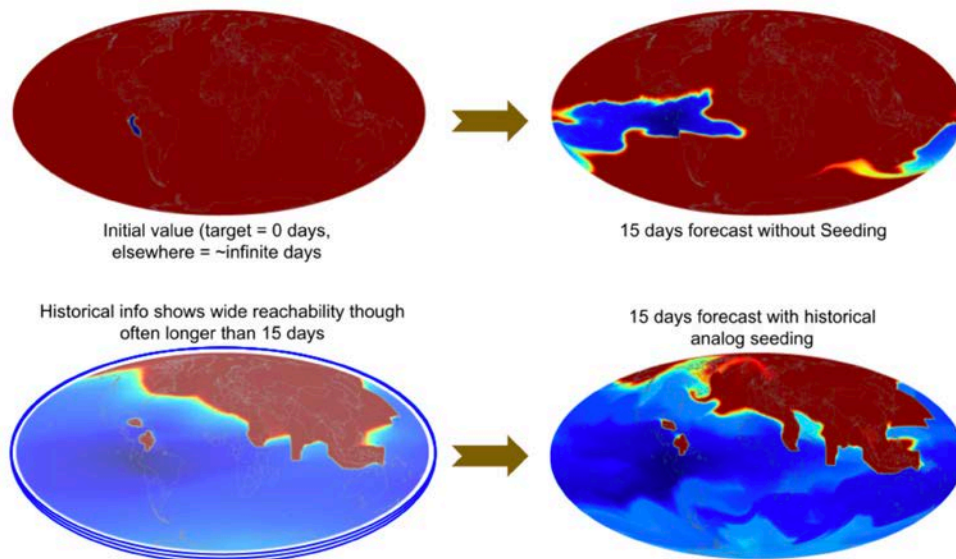 Initial value (target = 0 days,
elsewhere = ~infinite days
15 days forecast without Seeding
Historical info shows wide reachability though
often longer than 15 days
15 days forecast with historical
analog seeding